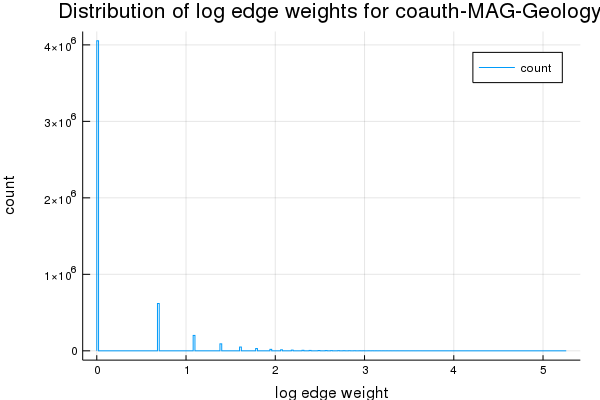 Distribution of log edge weights for coauth-MAG-Geology
4×10⁶
3×10⁶
2×10⁶
1×10⁶
0
count
count
0 1 2 3 4 5
log edge weight